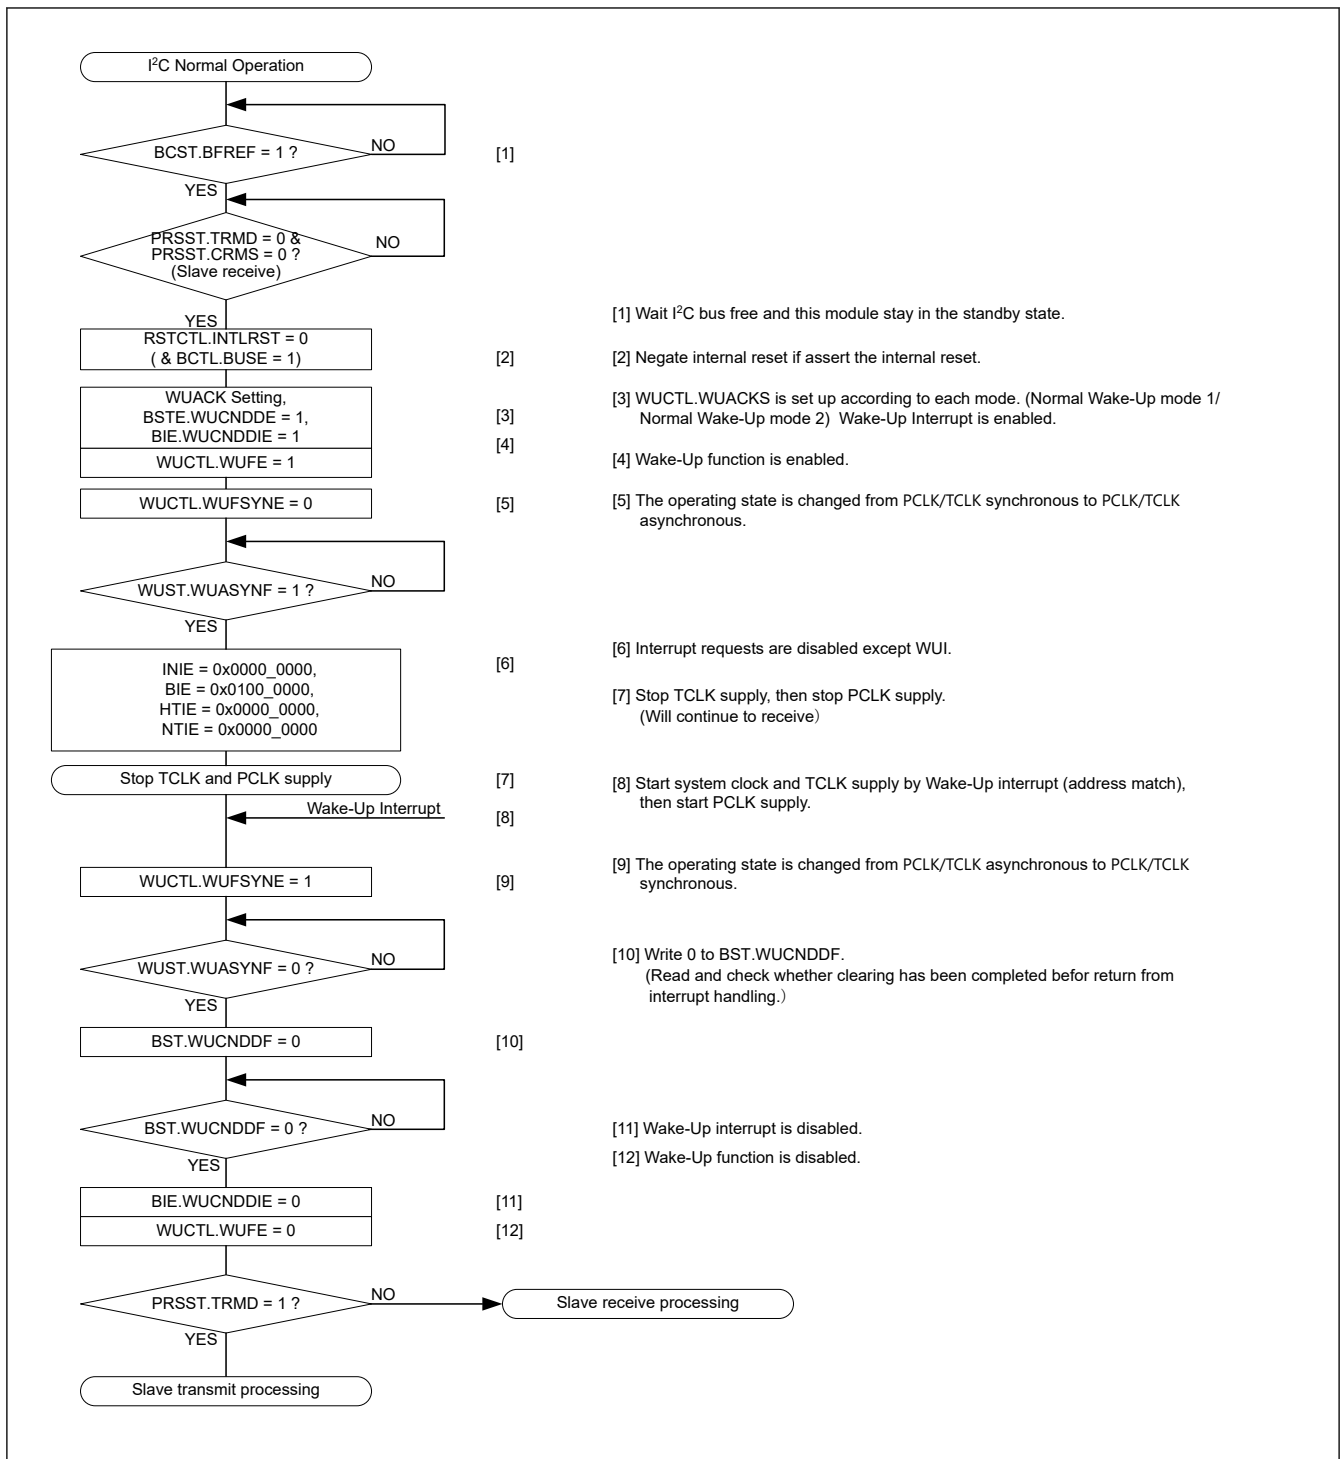 I²C Normal Operation
BCST.BFREF = 1 ?
NO
[1]
YES
PRSST.TRMD = 0 &
PRSST.CRMS = 0 ?
(Slave receive)
NO
YES
RSTCTL.INTLRST = 0
( & BCTL.BUSE = 1)
[2]
WUACK Setting,
BSTE.WUCNDDE = 1,
BIE.WUCNDDIE = 1
[3]
[4]
WUCTL.WUFE = 1
WUCTL.WUFSYNE = 0
[5]
WUST.WUASYNF = 1 ?
NO
YES
INIE = 0x0000_0000,
BIE = 0x0100_0000,
HTIE = 0x0000_0000,
NTIE = 0x0000_0000
[6]
Stop TCLK and PCLK supply
[7]
Wake-Up Interrupt
[8]
WUCTL.WUFSYNE = 1
[9]
WUST.WUASYNF = 0 ?
NO
YES
BST.WUCNDDF = 0
[10]
BST.WUCNDDF = 0 ?
NO
YES
BIE.WUCNDDIE = 0
[11]
WUCTL.WUFE = 0
[12]
PRSST.TRMD = 1 ?
NO
Slave receive processing
YES
Slave transmit processing
[1] Wait I²C bus free and this module stay in the standby state.
[2] Negate internal reset if assert the internal reset.
[3] WUCTL.WUACKS is set up according to each mode. (Normal Wake-Up mode 1/
Normal Wake-Up mode 2) Wake-Up Interrupt is enabled.
[4] Wake-Up function is enabled.
[5] The operating state is changed from PCLK/TCLK synchronous to PCLK/TCLK
asynchronous.
[6] Interrupt requests are disabled except WUI.
[7] Stop TCLK supply, then stop PCLK supply.
(Will continue to receive）
[8] Start system clock and TCLK supply by Wake-Up interrupt (address match),
then start PCLK supply.
[9] The operating state is changed from PCLK/TCLK asynchronous to PCLK/TCLK
synchronous.
[10] Write 0 to BST.WUCNDDF.
(Read and check whether clearing has been completed befor return from
interrupt handling.）
[11] Wake-Up interrupt is disabled.
[12] Wake-Up function is disabled.